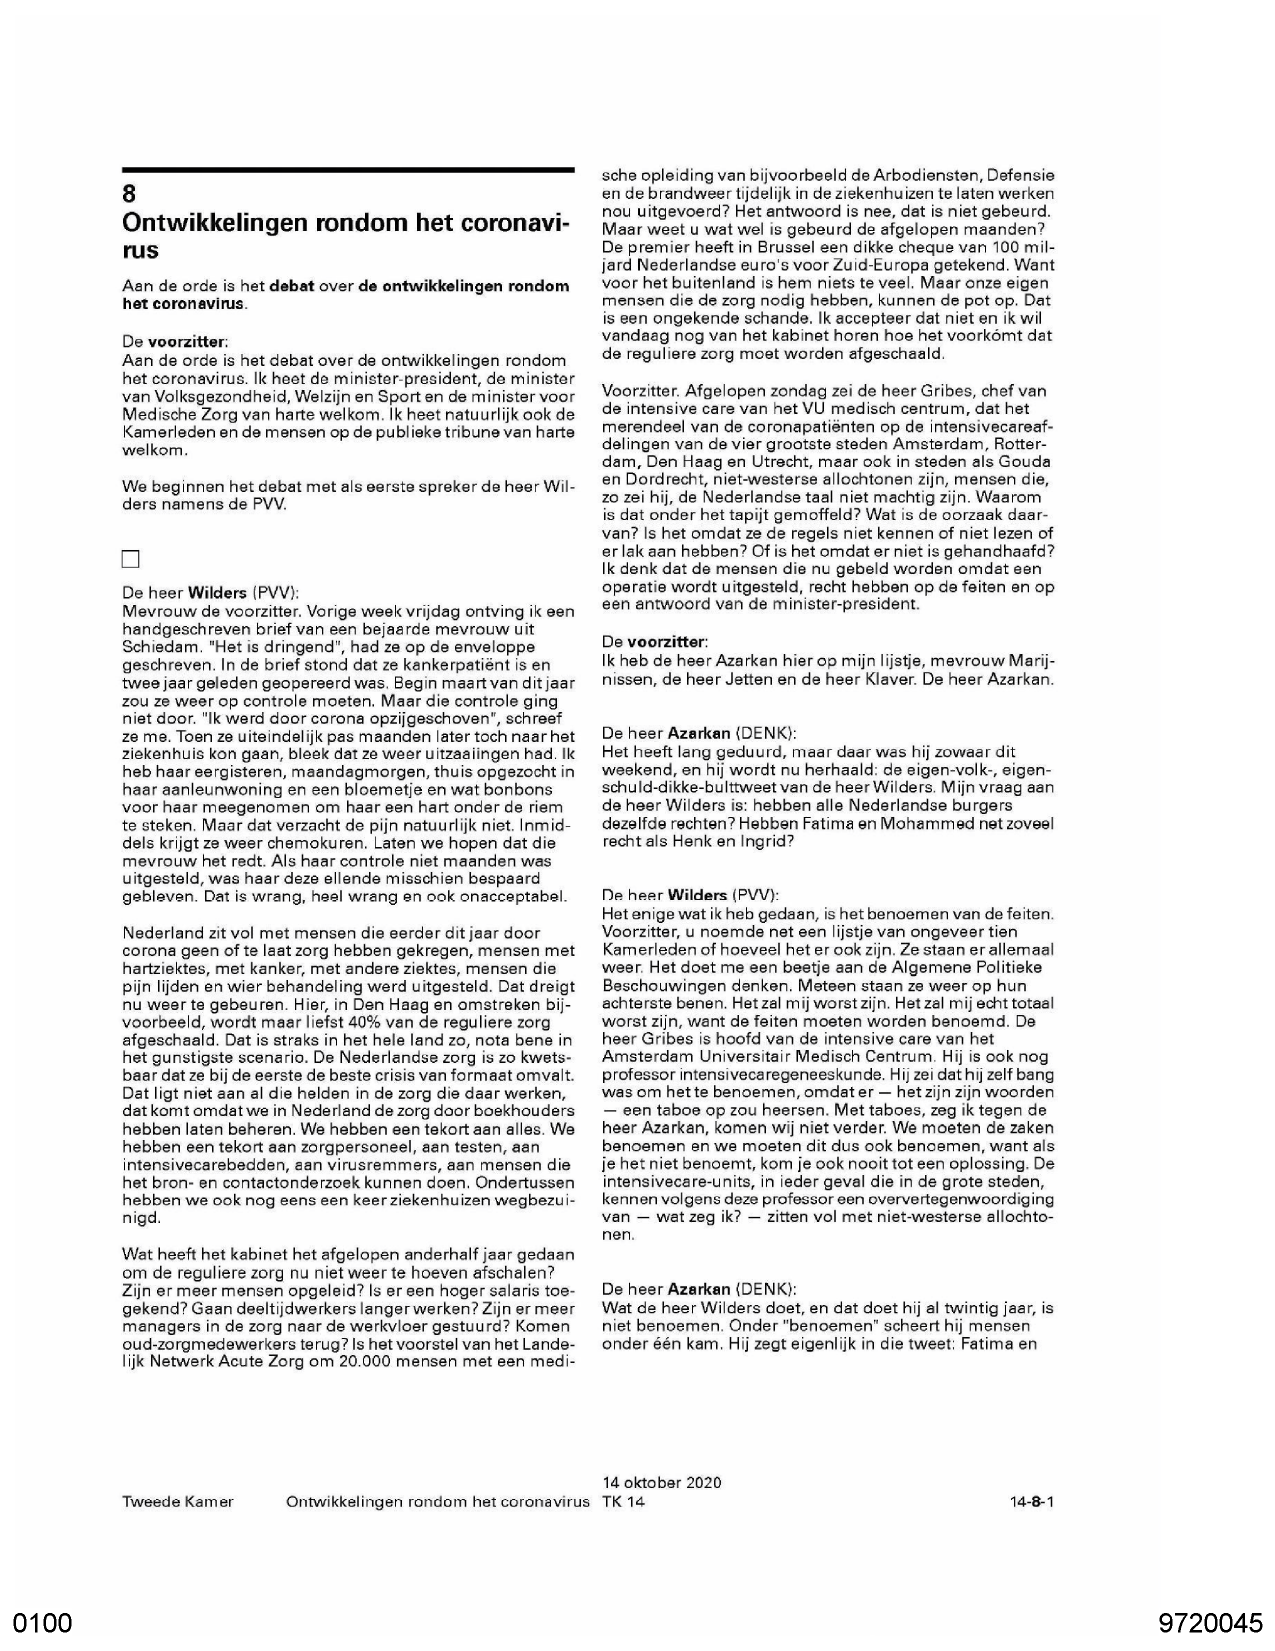 8
Ontwikkelingen rondom het coronavi-
rus
Aan de orde is het debat over de ontwikkelingen rondom
het coronavirus.
De voorzitter:
Aan de orde is het debat over de ontwikkelingen rondom
het coronavirus. Ik heet de minister-president, de minister
van Volksgezondheid, Welzijn en Sport en de minister voor
Medische Zorg van harte welkom. Ik heet natuurlijk ook de
Kamerleden en de mensen op de publieke tribune van harte
welkom.
We beginnen het debat met als eerste spreker de heer Wil-
ders namens de PVV.
De heer Wilders (PVV):
Mevrouw de voorzitter. Vorige week vrijdag ontving ik een
handgeschreven brief van een bejaarde mevrouw uit
Schiedam. "Het is dringend", had ze op de enveloppe
geschreven. In de brief stond dat ze kankerpatiënt is en
twee jaar geleden geopereerd was. Begin maart van dit jaar
zou ze weer op controle moeten. Maar die controle ging
niet door. "Ik werd door corona opzijgeschoven", schreef
ze me. Toen ze uiteindelijk pas maanden later toch naar het
ziekenhuis kon gaan, bleek dat ze weer uitzaaiingen had. Ik
heb haar eergisteren, maandagmorgen, thuis opgezocht in
haar aanleunwoning en een bloemetje en wat bonbons
voor haar meegenomen om haar een hart onder de riem
te steken. Maar dat verzacht de pijn natuurlijk niet. Inmid-
dels krijgt ze weer chemokuren. Laten we hopen dat die
mevrouw het redt. Als haar controle niet maanden was
uitgesteld, was haar deze ellende misschien bespaard
gebleven. Dat is wrang, heel wrang en ook onacceptabel.
Nederland zit vol met mensen die eerder dit jaar door
corona geen of te laat zorg hebben gekregen, mensen met
hartziektes, met kanker, met andere ziektes, mensen die
pijn lijden en wier behandeling werd uitgesteld. Dat dreigt
nu weer te gebeuren. Hier, in Den Haag en omstreken bij-
voorbeeld, wordt maar liefst 40% van de reguliere zorg
afgeschaald. Dat is straks in het hele land zo, nota bene in
het gunstigste scenario. De Nederlandse zorg is zo kwets-
baar dat ze bij de eerste de beste crisis van formaat omvalt.
Dat ligt niet aan al die helden in de zorg die daar werken,
dat komt omdat we in Nederland de zorg door boekhouders
hebben laten beheren. We hebben een tekort aan alles. We
hebben een tekort aan zorgpersoneel, aan testen, aan
intensivecarebedden, aan virusremmers, aan mensen die
het bron- en contactonderzoek kunnen doen. Ondertussen
hebben we ook nog eens een keer ziekenhuizen wegbezui-
nigd.
Wat heeft het kabinet het afgelopen anderhalf jaar gedaan
om de reguliere zorg nu niet weer te hoeven afschalen?
Zijn er meer mensen opgeleid? Is er een hoger salaris toe-
gekend? Gaan deeltijdwerkers langer werken? Zijn er meer
managers in de zorg naar de werkvloer gestuurd? Komen
oud-zorgmedewerkers terug? Is het voorstel van het Lande-
lijk Netwerk Acute Zorg om 20.000 mensen met een medi-
sche opleiding van bijvoorbeeld de Arbodiensten, Defensie
en de brandweer tijdelijk in de ziekenhuizen te laten werken
nou uitgevoerd? Het antwoord is nee, dat is niet gebeurd.
Maar weet u wat wel is gebeurd de afgelopen maanden?
De premier heeft in Brussel een dikke cheque van 100 mil-
jard Nederlandse euro's voor Zuid-Europa getekend. Want
voor het buitenland is hem niets te veel. Maar onze eigen
mensen die de zorg nodig hebben, kunnen de pot op. Dat
is een ongekende schande. Ik accepteer dat niet en ik wil
vandaag nog van het kabinet horen hoe het voorkómt dat
de reguliere zorg moet worden afgeschaald.
Voorzitter. Afgelopen zondag zei de heer Gribes, chef van
de intensive care van het VU medisch centrum, dat het
merendeel van de coronapatiënten op de intensivecareaf-
delingen van de vier grootste steden Amsterdam, Rotter-
dam, Den Haag en Utrecht, maar ook in steden als Gouda
en Dordrecht, niet-westerse allochtonen zijn, mensen die,
zo zei hij, de Nederlandse taal niet machtig zijn. Waarom
is dat onder het tapijt gemoffeld? Wat is de oorzaak daar-
van? Is het omdat ze de regels niet kennen of niet lezen of
er lak aan hebben? Of is het omdat er niet is gehandhaafd?
Ik denk dat de mensen die nu gebeld worden omdat een
operatie wordt uitgesteld, recht hebben op de feiten en op
een antwoord van de minister-president.
De voorzitter:
Ik heb de heer Azarkan hier op mijn lijstje, mevrouw Marij-
nissen, de heer Jetten en de heer Klaver. De heer Azarkan.
De heer Azarkan (DENK):
Het heeft lang geduurd, maar daar was hij zowaar dit
weekend, en hij wordt nu herhaald: de eigen-volk-, eigen-
schuld-dikke-bulttweet van de heer Wilders. Mijn vraag aan
de heer Wilders is: hebben alle Nederlandse burgers
dezelfde rechten? Hebben Fatima en Mohammed net zoveel
recht als Henk en Ingrid?
De heer Wilders (PVV):
Het enige wat ik heb gedaan, is het benoemen van de feiten.
Voorzitter, u noemde net een lijstje van ongeveer tien
Kamerleden of hoeveel het er ook zijn. Ze staan er allemaal
weer. Het doet me een beetje aan de Algemene Politieke
Beschouwingen denken. Meteen staan ze weer op hun
achterste benen. Het zal mij worst zijn. Het zal mij echt totaal
worst zijn, want de feiten moeten worden benoemd. De
heer Gribes is hoofd van de intensive care van het
Amsterdam Universitair Medisch Centrum. Hij is ook nog
professor intensivecaregeneeskunde. Hij zei dat hij zelf bang
was om het te benoemen, omdat er — het zijn zijn woorden
— een taboe op zou heersen. Met taboes, zeg ik tegen de
heer Azarkan, komen wij niet verder. We moeten de zaken
benoemen en we moeten dit dus ook benoemen, want als
je het niet benoemt, kom je ook nooit tot een oplossing. De
intensivecare-units, in ieder geval die in de grote steden,
kennen volgens deze professor een oververtegenwoordiging
van — wat zeg ik? — zitten vol met niet-westerse allochto-
nen.
De heer Azarkan (DENK):
Wat de heer Wilders doet, en dat doet hij al twintig jaar, is
niet benoemen. Onder "benoemen" scheert hij mensen
onder één kam. Hij zegt eigenlijk in die tweet: Fatima en
14 oktober 2020
Tweede Kamer Ontwikkelingen rondom het coronavirus TK 14 14-8-1
0100 9720045